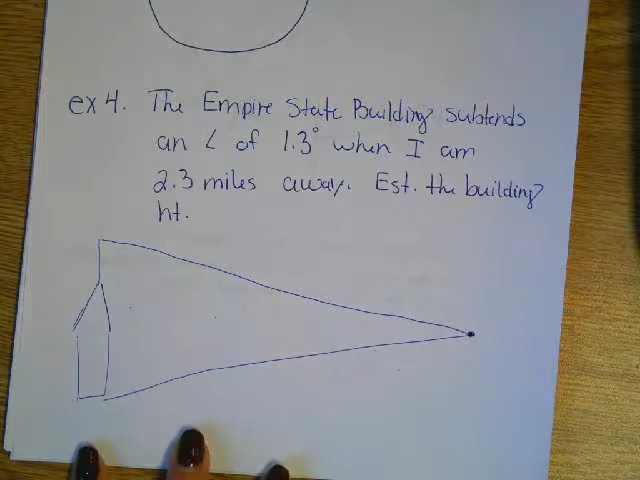 ex 4. The Empire State Building subtends
an ∠ of 1.3° when I am
2.3 miles away. Est. the building
ht.